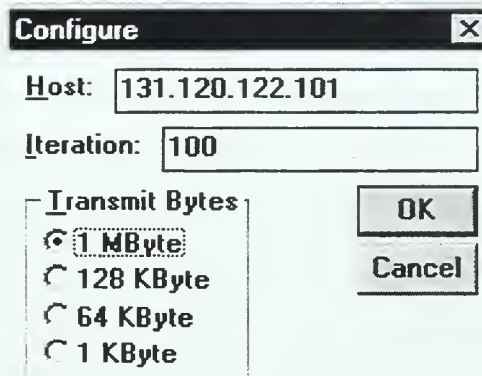 Configure
Host: 131.120.122.101
Iteration: 100
Transmit Bytes
1 MByte
128 KByte
64 KByte
1 KByte
OK
Cancel